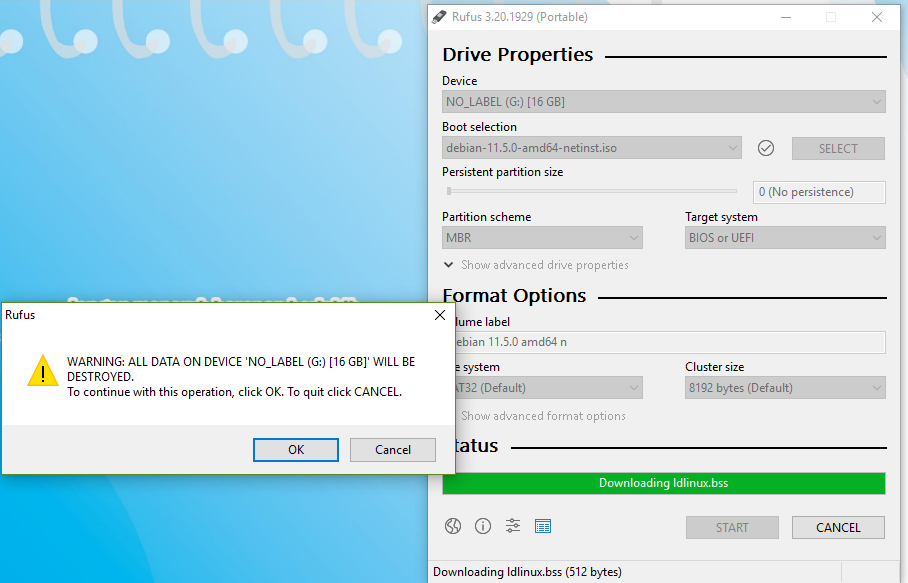 Rufus 3.20.1929 (Portable)
Drive Properties
Device
NO_LABEL (G:) [16 GB]
Boot selection
debian-11.5.0-amd64-netinst.iso
SELECT
Persistent partition size
0 (No persistence)
Partition scheme
Target system
MBR
BIOS or UEFI
Show advanced drive properties
Format Options
lume label
ebian 11.5.0 amd64 n
e system
Cluster size
AT32 (Default)
8192 bytes (Default)
Show advanced format options
tatus
Downloading ldlinux.bss
START
CANCEL
Downloading ldlinux.bss (512 bytes)
Rufus
WARNING: ALL DATA ON DEVICE 'NO_LABEL (G:) [16 GB]' WILL BE
DESTROYED.
To continue with this operation, click OK. To quit click CANCEL.
OK
Cancel